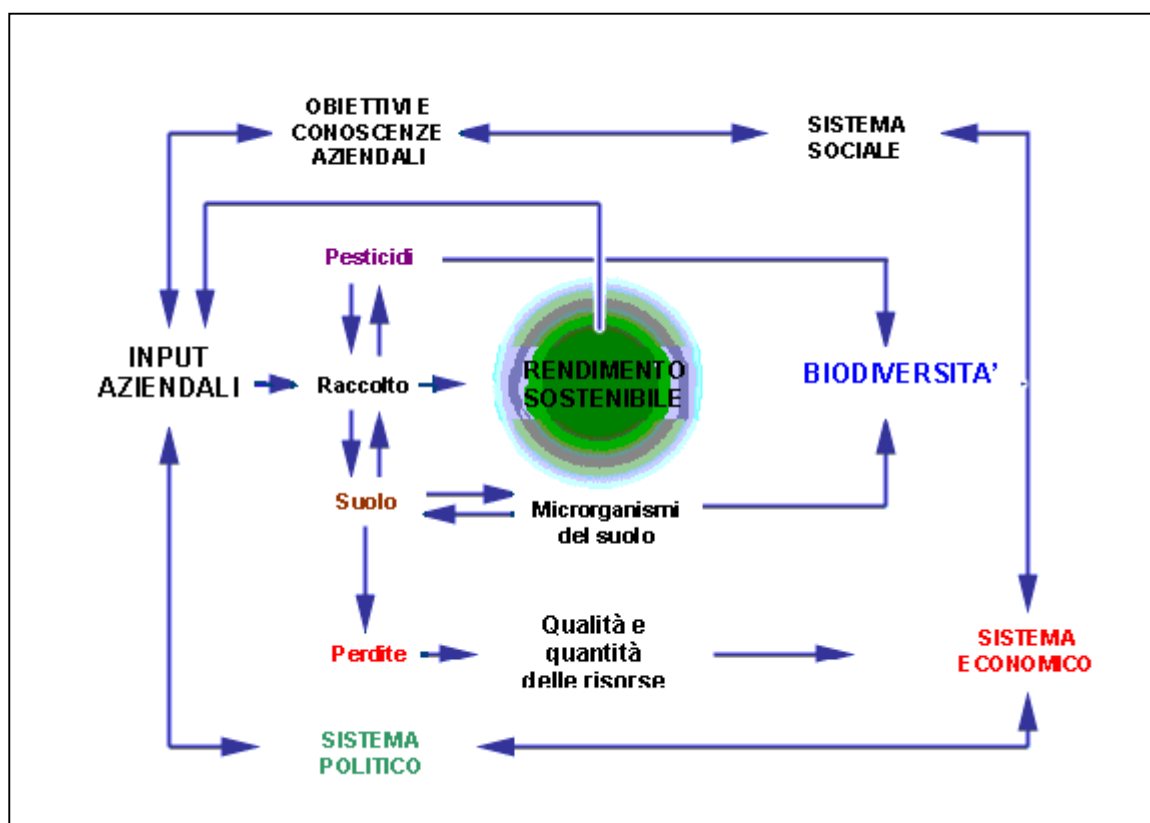 OBIETTIVI E
CONOSCENZE
AZIENDALI
SISTEMA
SOCIALE
Pesticidi
INPUT
AZIENDALI
Raccolto
RENDIMENTO
SOSTENIBILE
BIODIVERSITA'
Suolo
Microrganismi
del suolo
Perdite
Qualità e
quantità
delle risorse
SISTEMA
ECONOMICO
SISTEMA
POLITICO